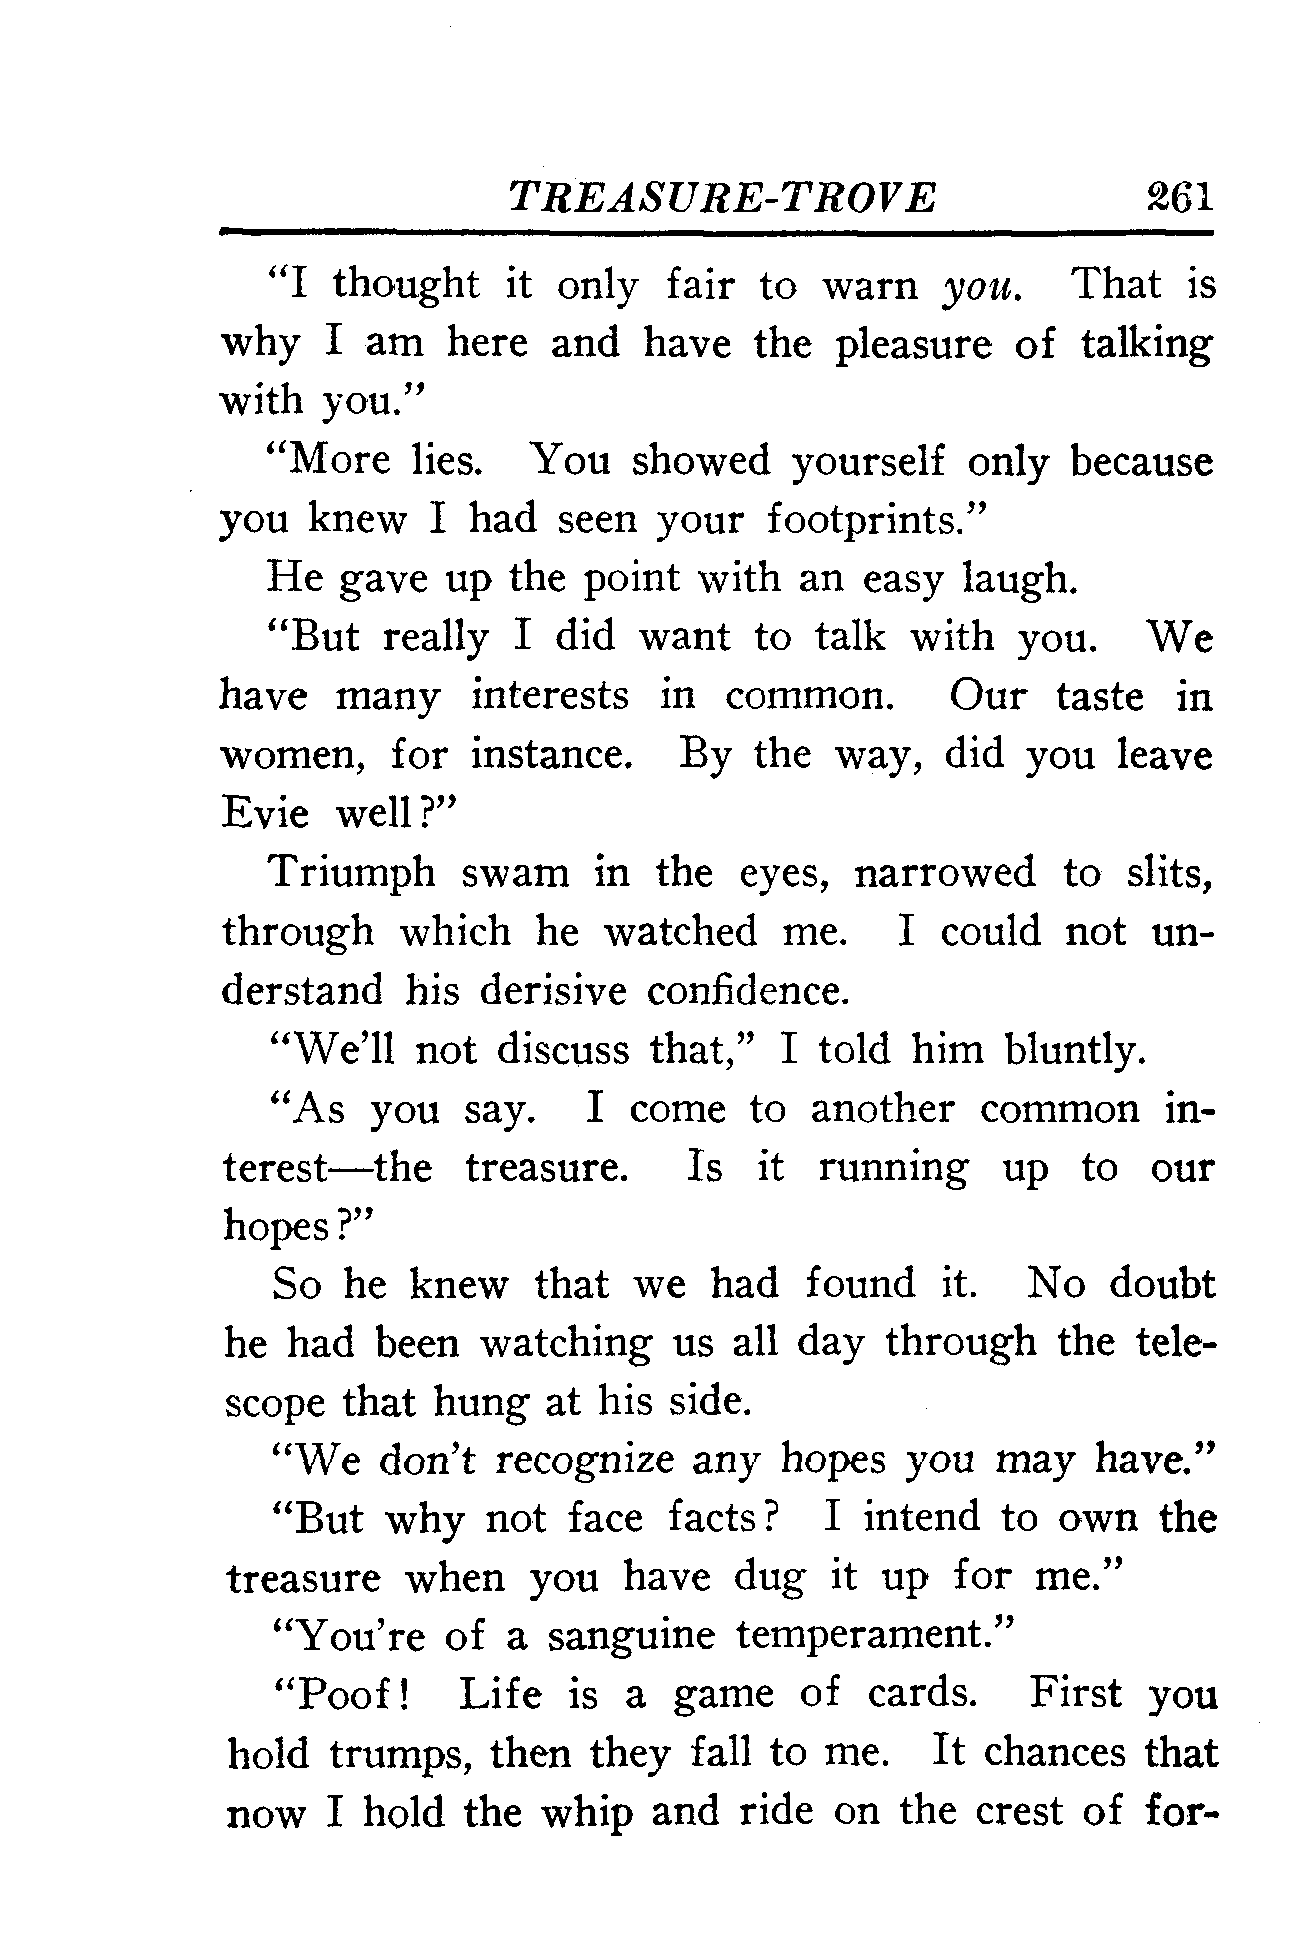 TREASURE-TROVE 261
"I thought it only fair to warn you. That is
why I am here and have the pleasure of talking
with you."
"More lies. You showed yourself only because
you knew I had seen your footprints."
He gave up the point with an easy laugh.
"But really I did want to talk with you. We
have many interests in common. Our taste in
women, for instance. By the way, did you leave
Evie well?"
Triumph swam in the eyes, narrowed to slits,
through which he watched me. I could not un-
derstand his derisive confidence.
"We'll not discuss that," I told him bluntly.
"As you say. I come to another common in-
terest—the treasure. Is it running up to our
hopes?"
So he knew that we had found it. No doubt
he had been watching us all day through the tele-
scope that hung at his side.
"We don't recognize any hopes you may have."
"But why not face facts? I intend to own the
treasure when you have dug it up for me."
"You're of a sanguine temperament."
"Poof! Life is a game of cards. First you
hold trumps, then they fall to me. It chances that
now I hold the whip and ride on the crest of for-